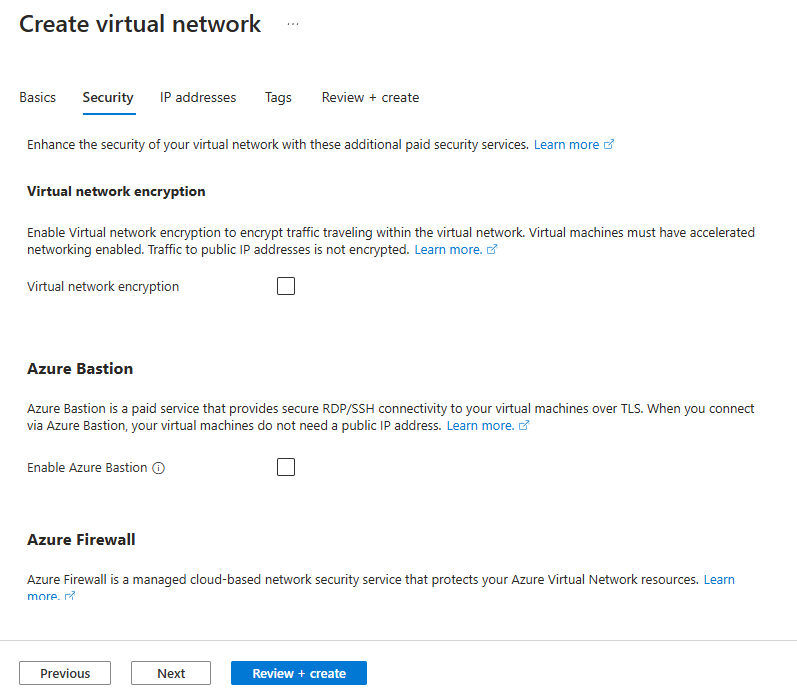 Create virtual network ...
Basics Security IP addresses Tags Review + create
Enhance the security of your virtual network with these additional paid security services. Learn more
Virtual network encryption
Enable Virtual network encryption to encrypt traffic traveling within the virtual network. Virtual machines must have accelerated
networking enabled. Traffic to public IP addresses is not encrypted. Learn more.
Virtual network encryption
Azure Bastion
Azure Bastion is a paid service that provides secure RDP/SSH connectivity to your virtual machines over TLS. When you connect
via Azure Bastion, your virtual machines do not need a public IP address. Learn more.
Enable Azure Bastion
Azure Firewall
Azure Firewall is a managed cloud-based network security service that protects your Azure Virtual Network resources. Learn
more.
Previous Next Review + create